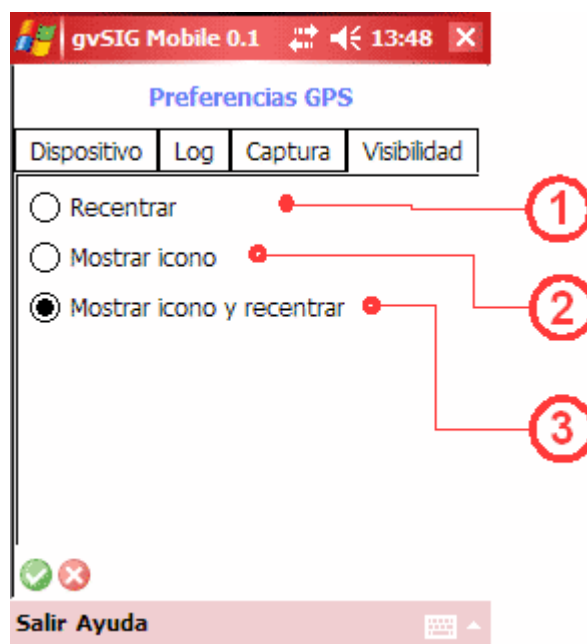 gvSIG Mobile 0.1 13:48
Preferencias GPS
Dispositivo Log Captura Visibilidad
Recentrar
1
Mostrar icono
2
Mostrar icono y recentrar
3
Salir Ayuda